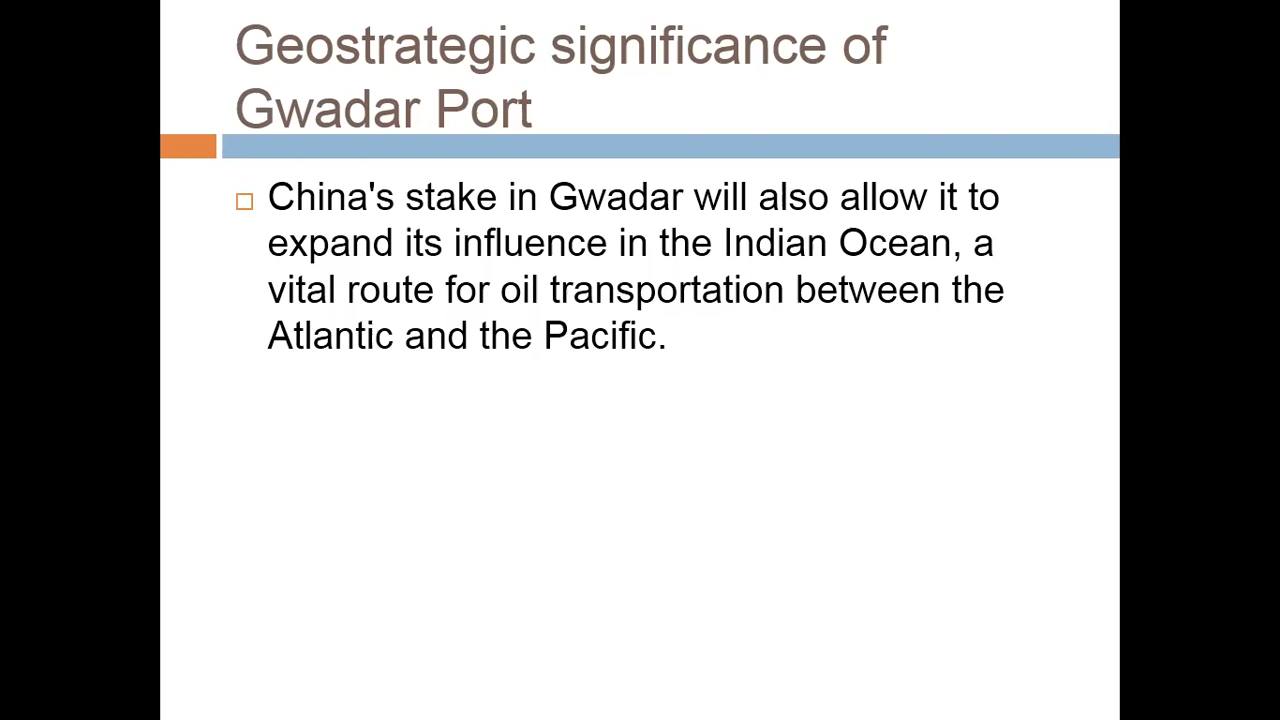 Geostrategic significance of
Gwadar Port
China's stake in Gwadar will also allow it to
expand its influence in the Indian Ocean, a
vital route for oil transportation between the
Atlantic and the Pacific.